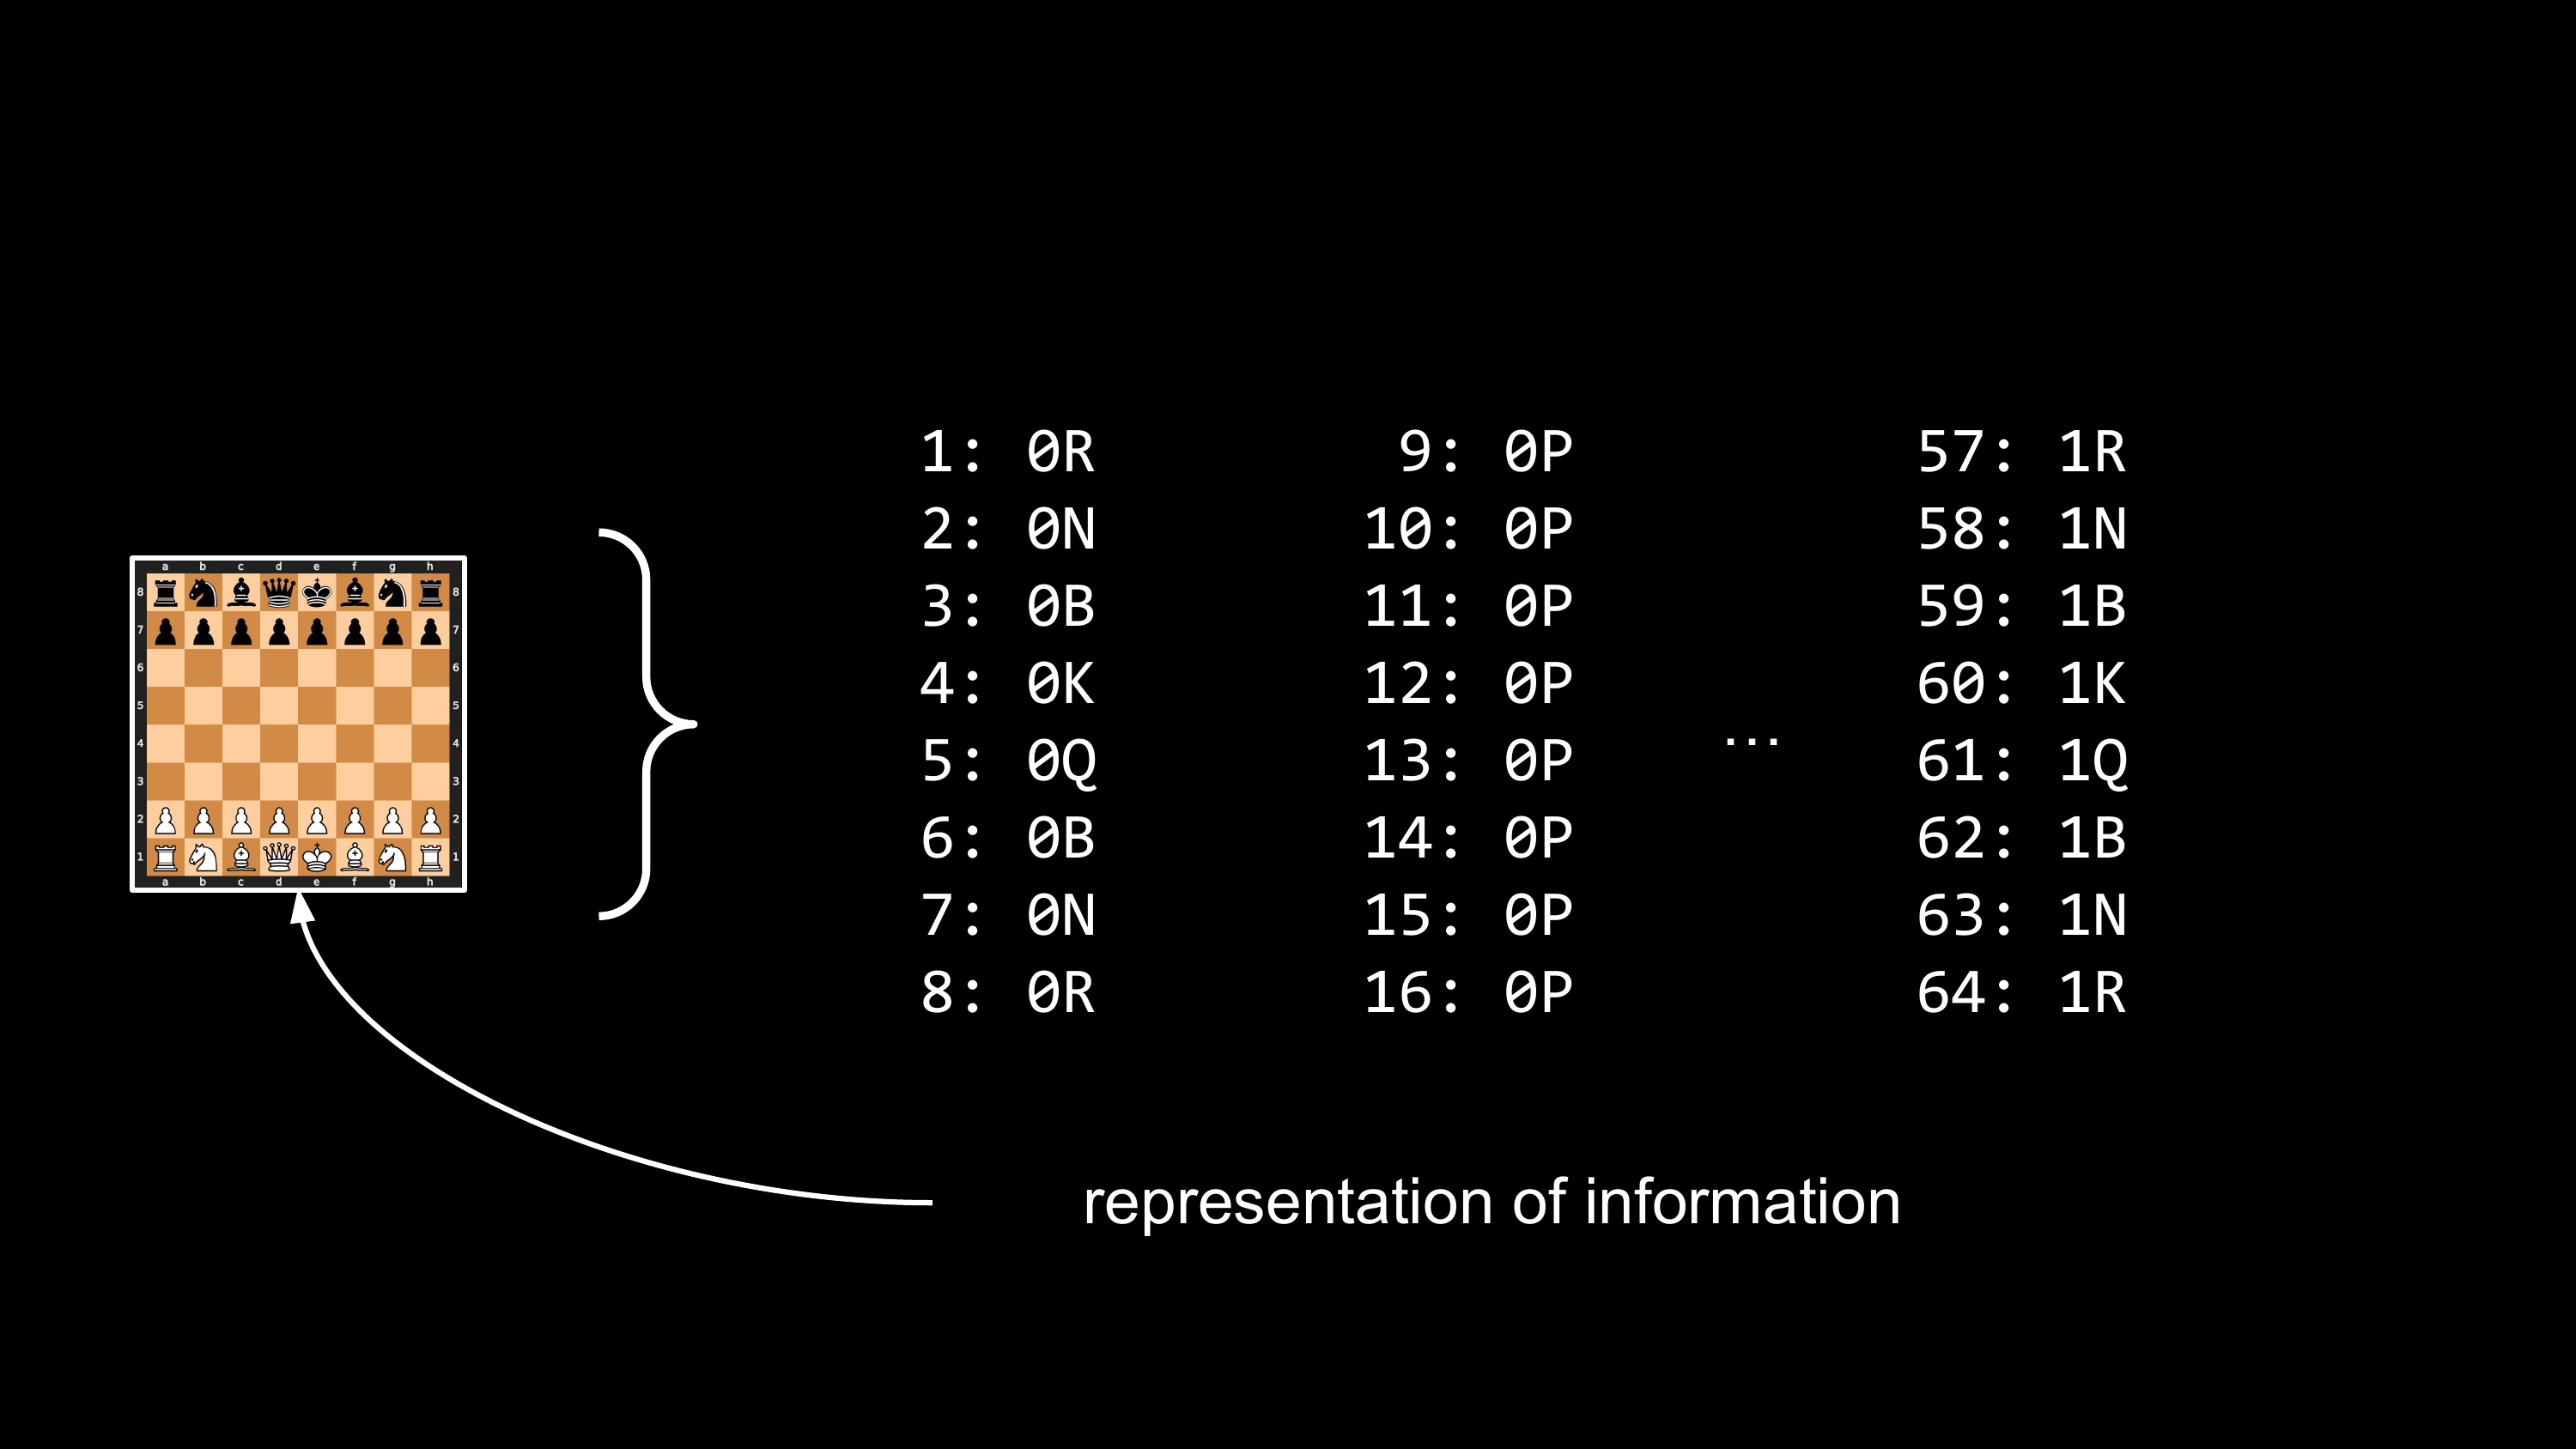 a b c d e f g h
8 8
7 7
6 6
5 5
4 4
3 3
2 2
1 1
a b c d e f g h
1: 0R
2: 0N
3: 0B
4: 0K
5: 0Q
6: 0B
7: 0N
8: 0R
9: 0P
10: 0P
11: 0P
12: 0P
13: 0P
14: 0P
15: 0P
16: 0P
...
57: 1R
58: 1N
59: 1B
60: 1K
61: 1Q
62: 1B
63: 1N
64: 1R
representation of information